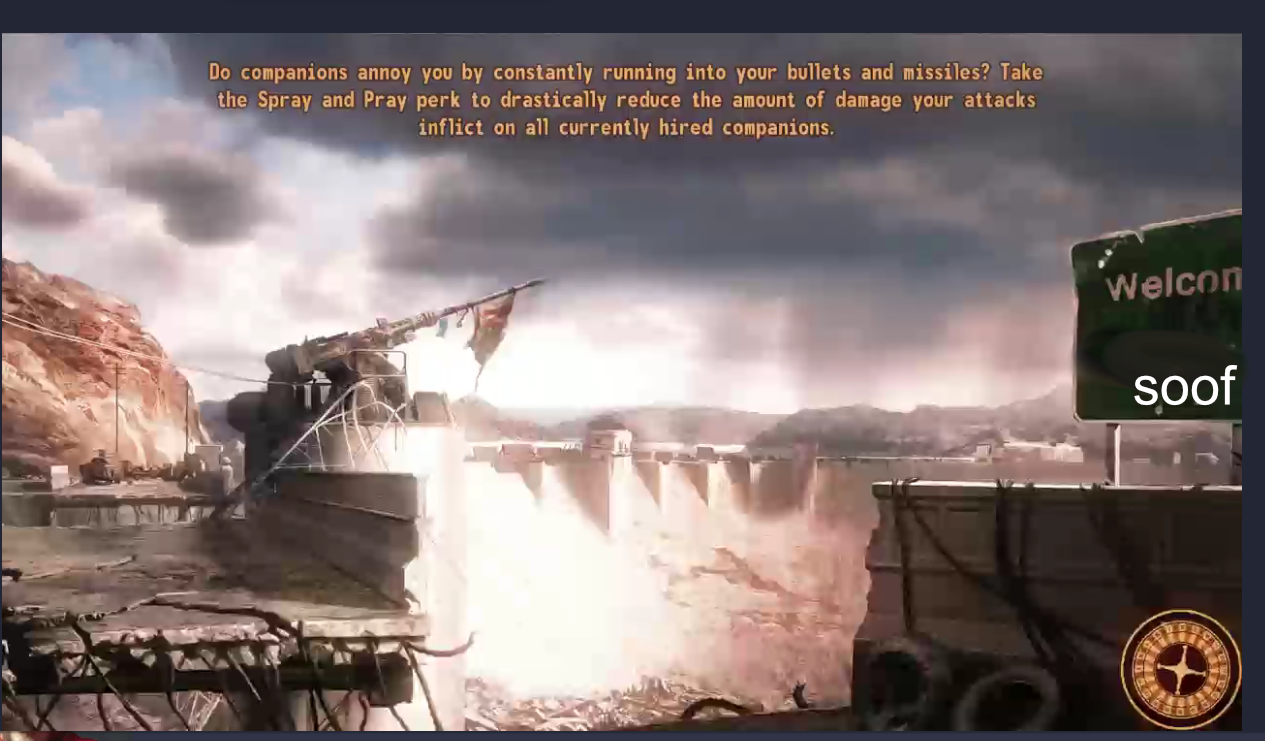 Do companions annoy you by constantly running into your bullets and missiles? Take
the Spray and Pray perk to drastically reduce the amount of damage your attacks
inflict on all currently hired companions.
Welcom
soof